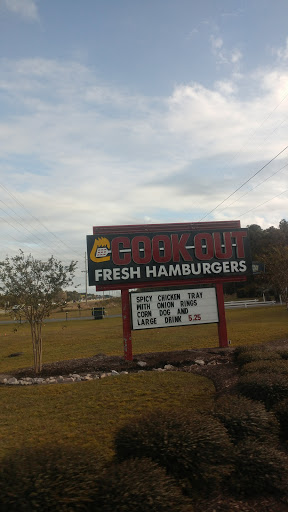 COOK-OUT
FRESH HAMBURGERS
SPICY CHICKEN TRAY
WITH ONION RINGS
CORN DOG AND
LARGE DRINK 5.25